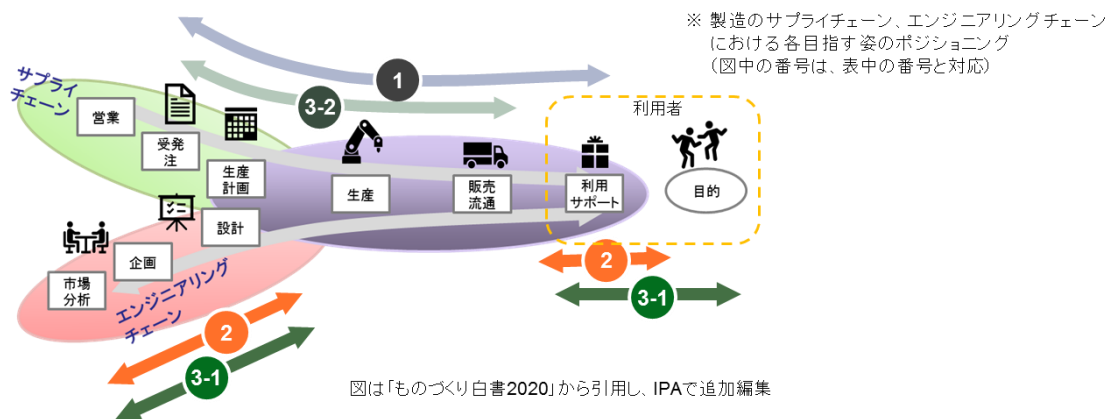 ※ 製造のサプライチェーン、エンジニアリングチェーン
における各目指す姿のポジショニング
（図中の番号は、表中の番号と対応）
1
3-2
サプライ
チェーン
営業
受発
注
生産
計画
生産
販売
流通
利用者
利用
サポート
目的
設計
企画
市場
分析
エンジニアリング
チェーン
2
3-1
2
3-1
図は「ものづくり白書2020」から引用し、IPAで追加編集